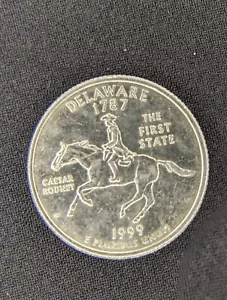 DELAWARE
1787
THE
FIRST
STATE
CAESAR
RODNEY
1999
E PLURIBUS UNUM